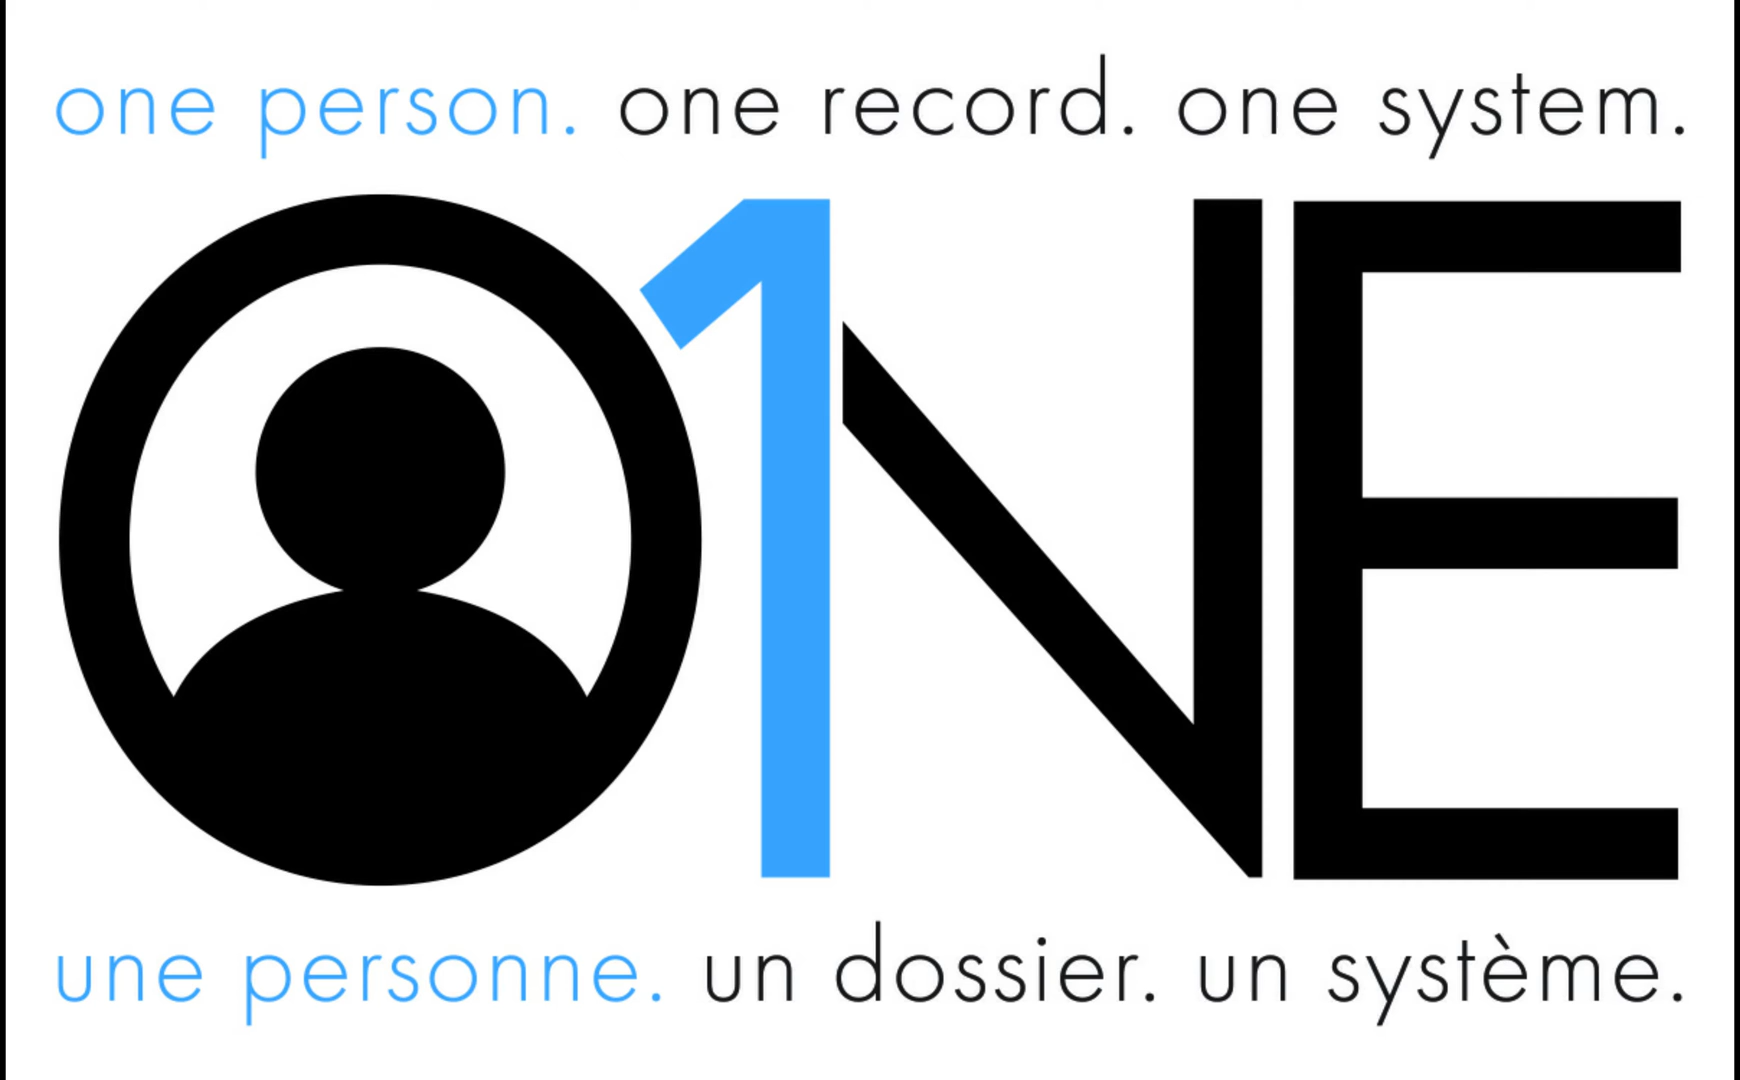 one person. one record. one system.
O1NE
une personne. un dossier. un système.